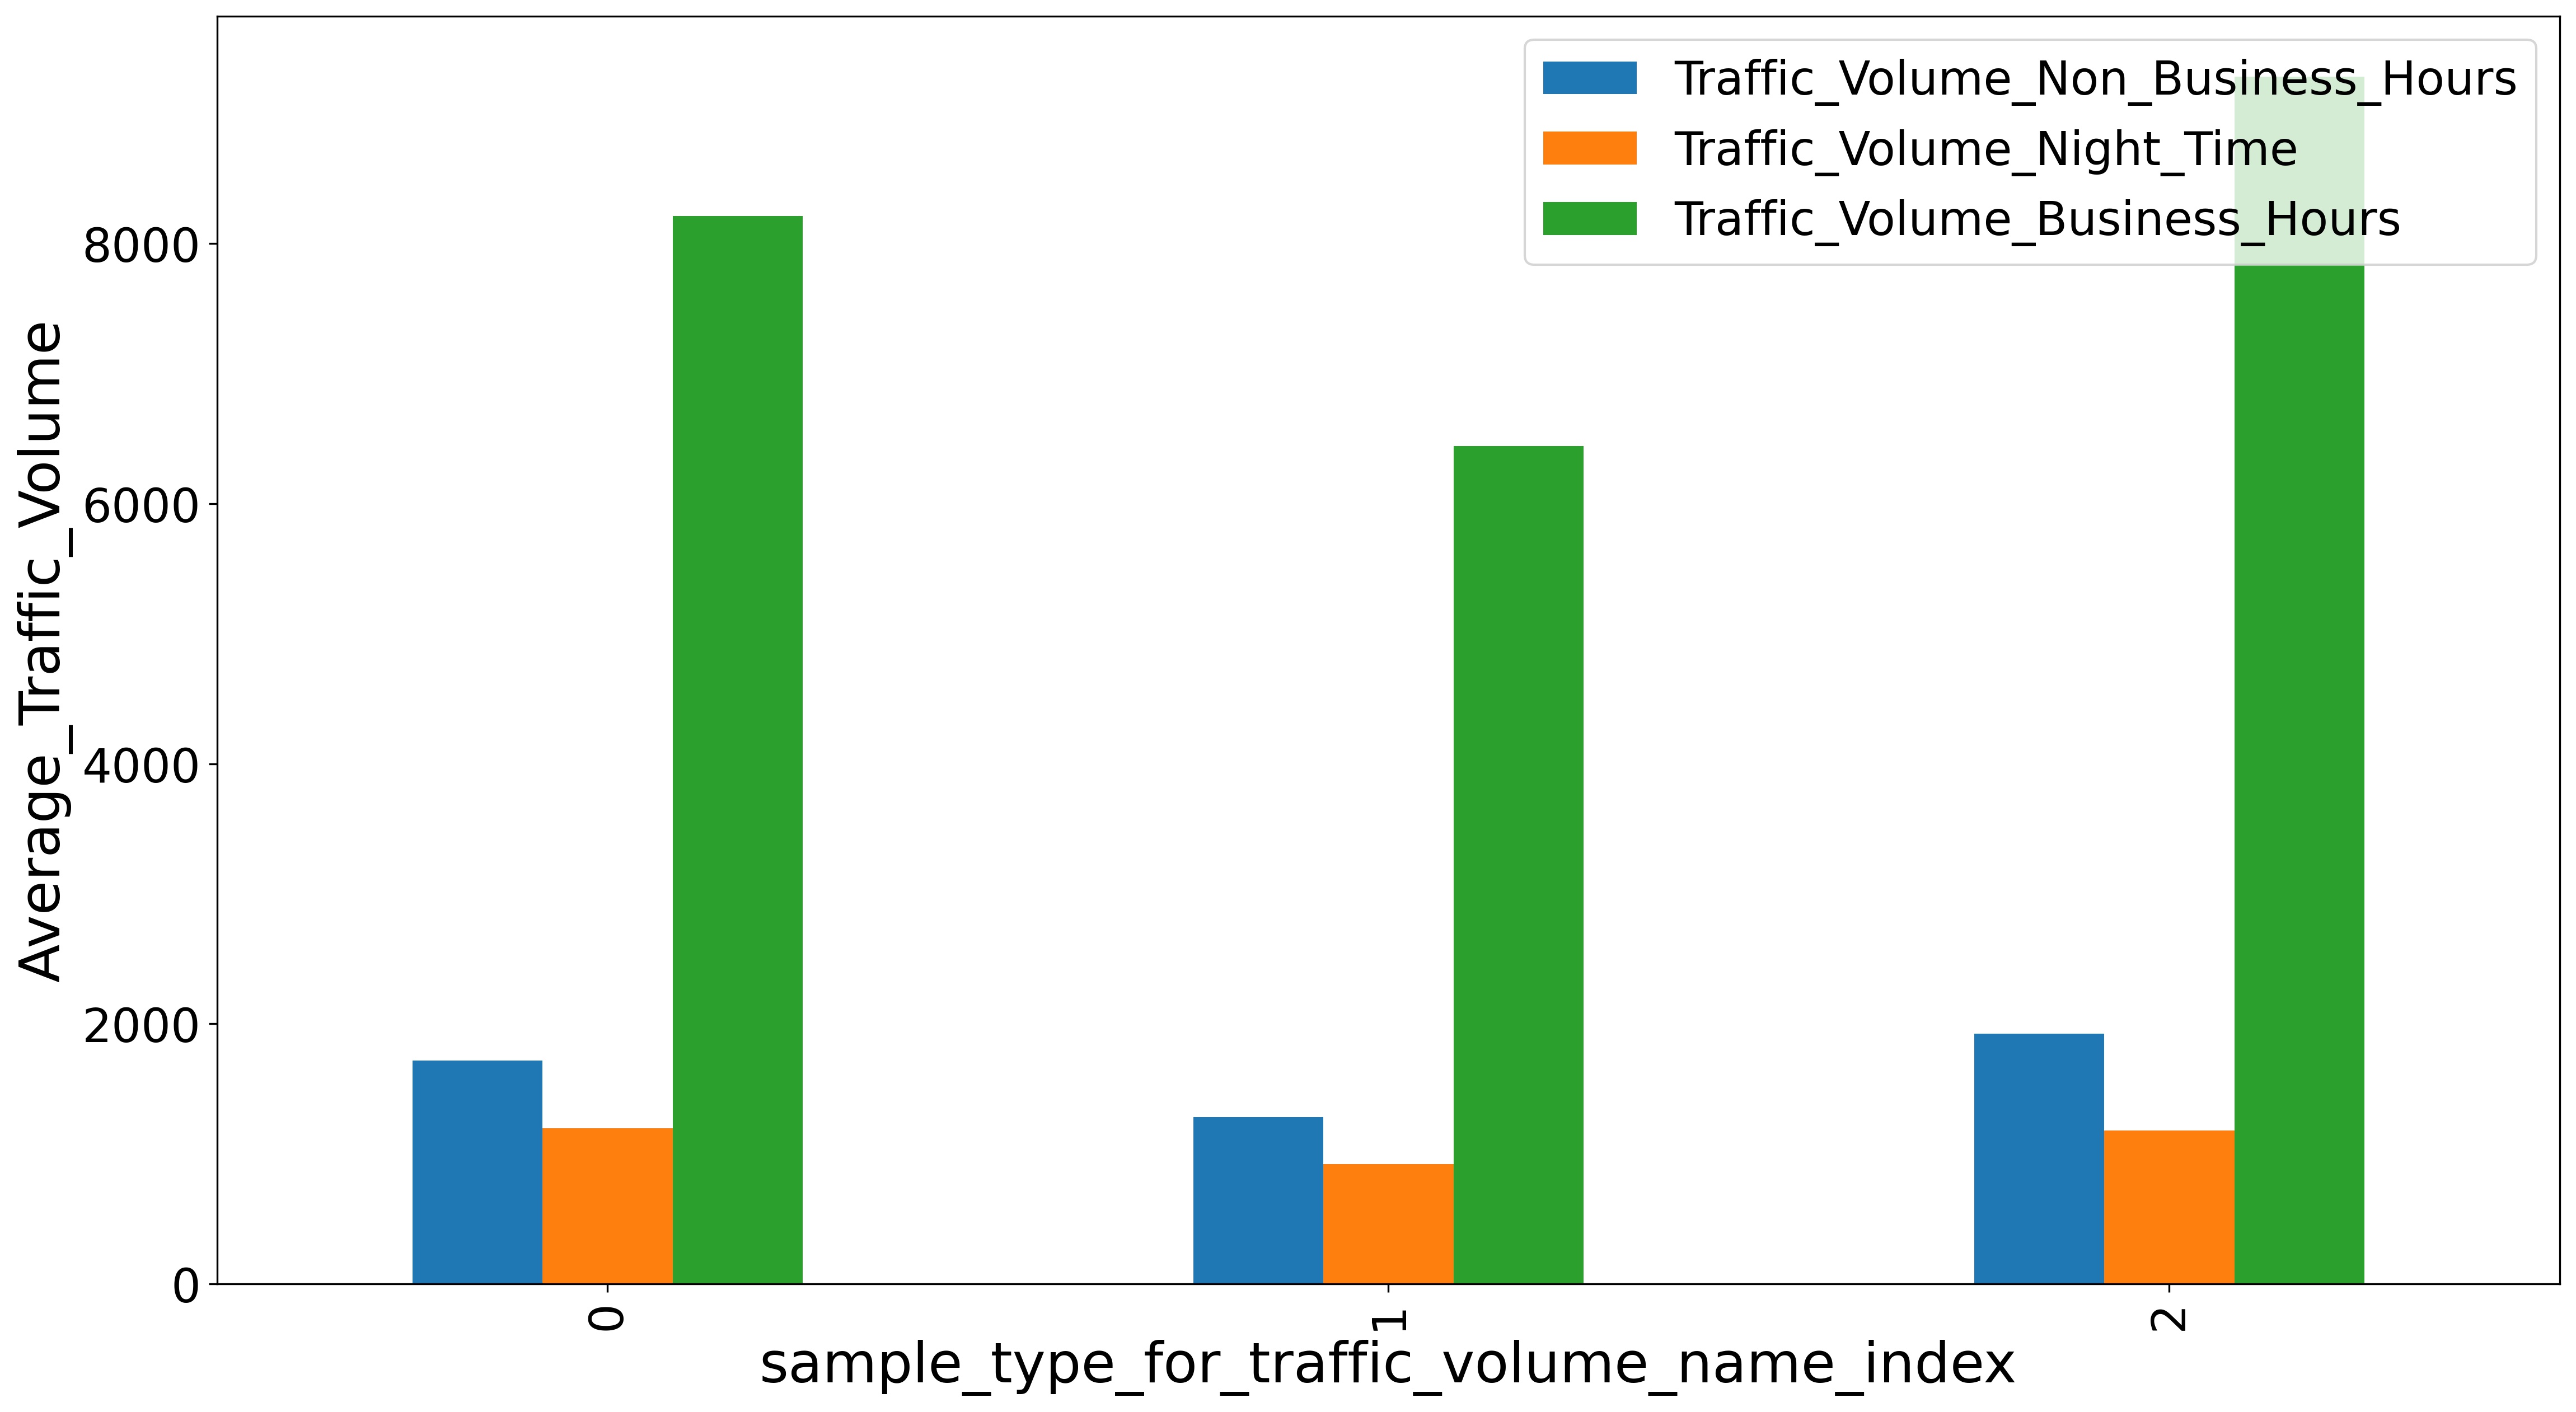 Traffic_Volume_Non_Business_Hours
Traffic_Volume_Night_Time
Traffic_Volume_Business_Hours
Average_Traffic_Volume
8000
6000
4000
2000
0
0
1
2
sample_type_for_traffic_volume_name_index